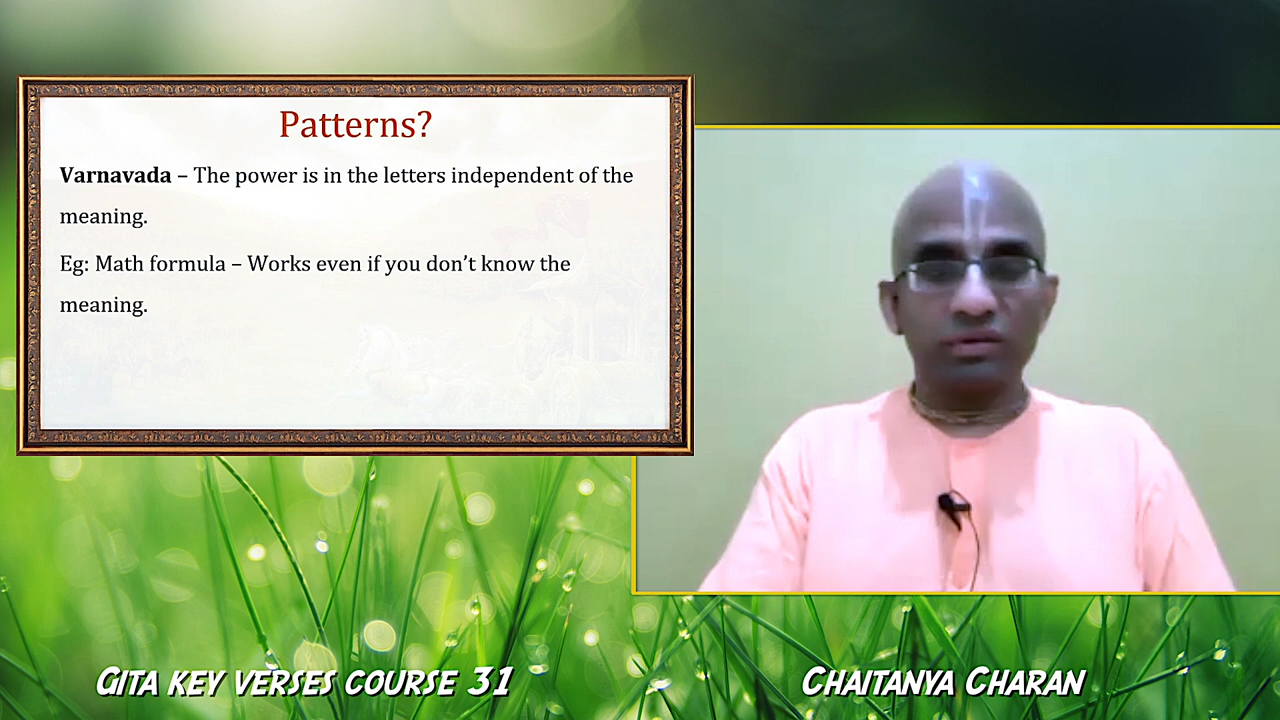 Patterns?
Varnavada – The power is in the letters independent of the
meaning.
Eg: Math formula – Works even if you don’t know the
meaning.
Gita key verses course 31
Chaitanya Charan